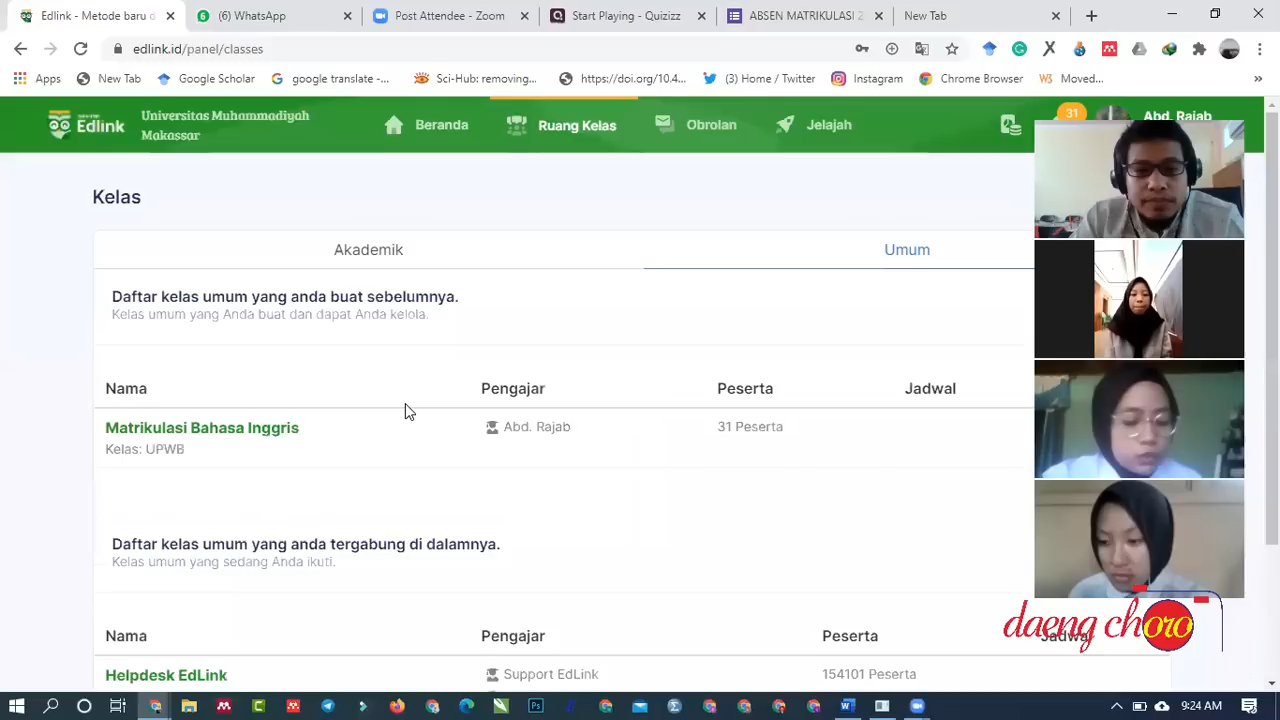 Edlink - Metode baru d
(6) WhatsApp
Post Attendee - Zoom
Start Playing - Quizizz
ABSEN MATRIKULASI 2
New Tab
edlink.id/panel/classes
Apps
New Tab
Google Scholar
google translate -...
Sci-Hub: removing...
https://doi.org/10.4...
(3) Home / Twitter
Instagram
Chrome Browser
Moved...
Edlink
Universitas Muhammadiyah
Makassar
Beranda
Ruang Kelas
Obrolan
Jelajah
31
Abd. Rajab
Kelas
Akademik
Umum
Daftar kelas umum yang anda buat sebelumnya.
Kelas umum yang Anda buat dan dapat Anda kelola.
Nama
Pengajar
Peserta
Jadwal
Matrikulasi Bahasa Inggris
Abd. Rajab
31 Peserta
Kelas: UPWB
Daftar kelas umum yang anda tergabung di dalamnya.
Kelas umum yang sedang Anda ikuti.
daeng choro
Nama
Pengajar
Peserta
Jadwal
Helpdesk EdLink
Support EdLink
154101 Peserta
9:24 AM